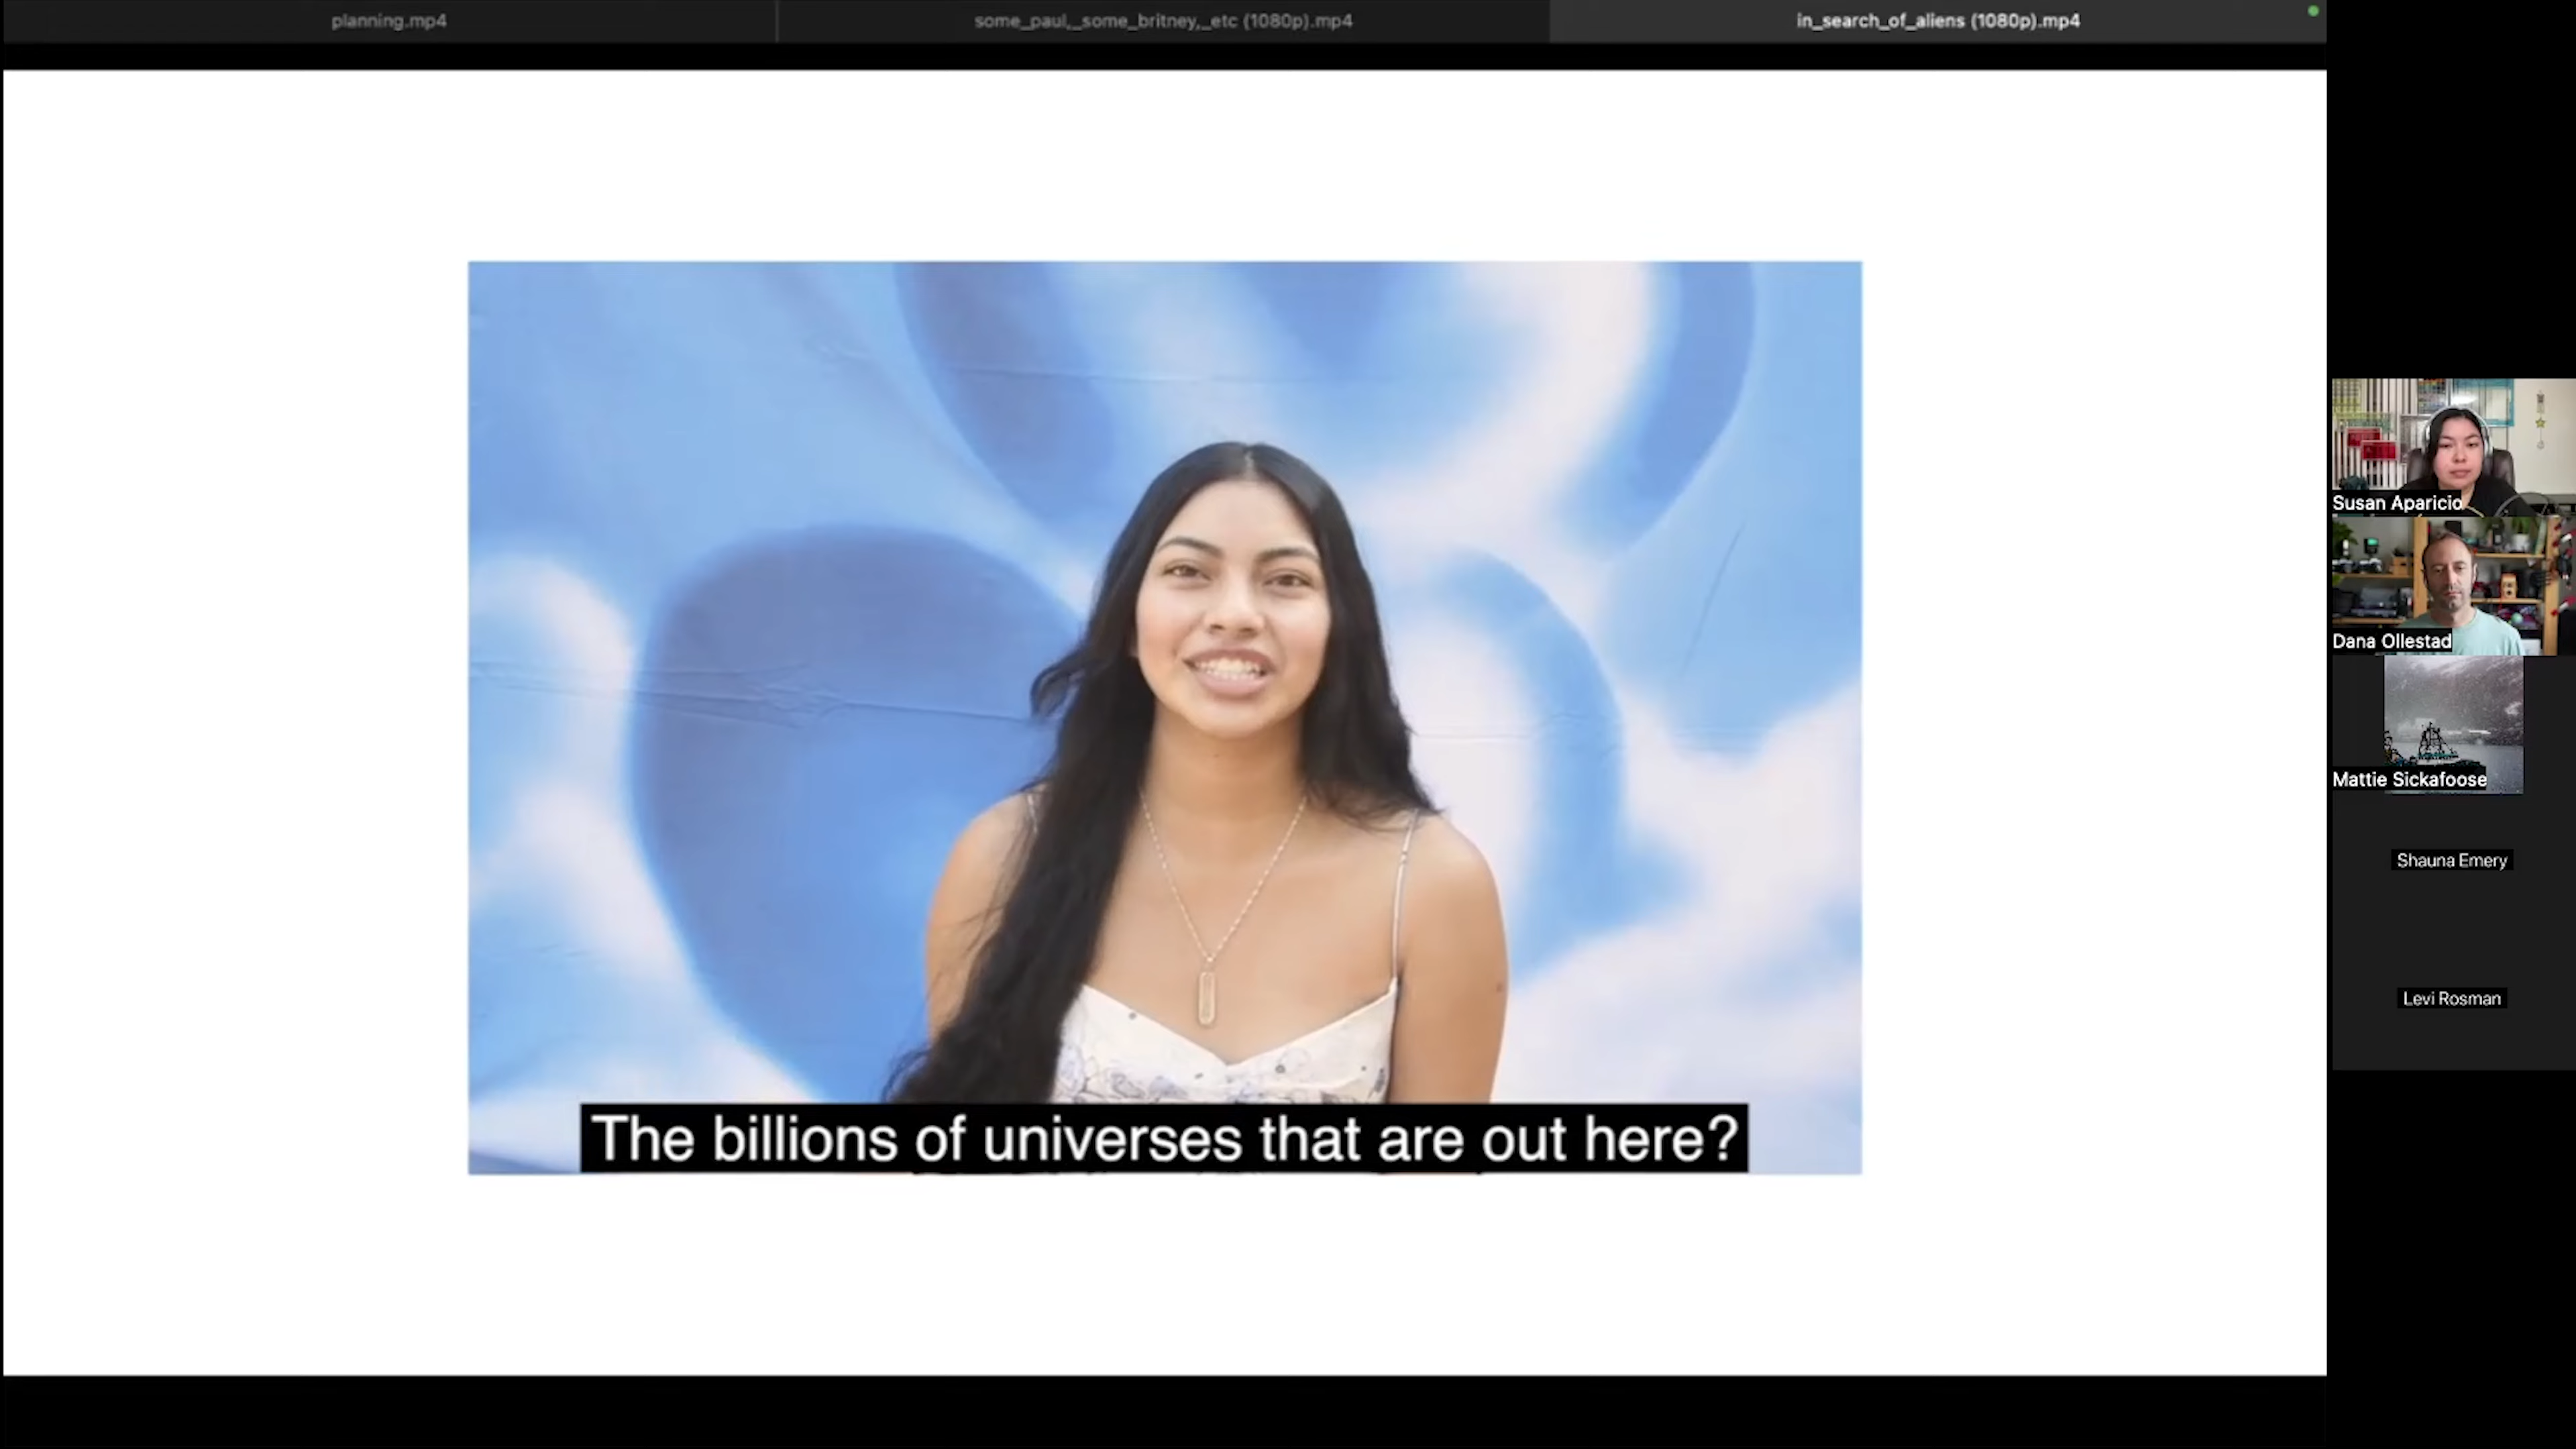 planning.mp4
some_paul,_some_britney,_etc (1080p).mp4
in_search_of_aliens (1080p).mp4
The billions of universes that are out here?
Susan Aparicio
Dana Ollestad
Mattie Sickafoose
Shauna Emery
Levi Rosman